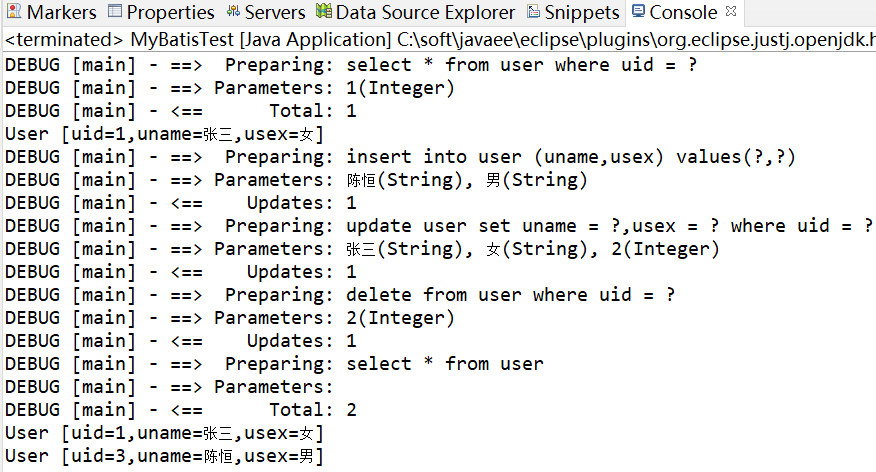 Markers Properties Servers Data Source Explorer Snippets Console
<terminated> MyBatisTest [Java Application] C:\soft\javaee\eclipse\plugins\org.eclipse.justj.openjdk.h
DEBUG [main] - ==>  Preparing: select * from user where uid = ?
DEBUG [main] - ==> Parameters: 1(Integer)
DEBUG [main] - <==      Total: 1
User [uid=1,uname=张三,usex=女]
DEBUG [main] - ==>  Preparing: insert into user (uname,usex) values(?,?)
DEBUG [main] - ==> Parameters: 陈恒(String), 男(String)
DEBUG [main] - <==    Updates: 1
DEBUG [main] - ==>  Preparing: update user set uname = ?,usex = ? where uid = ?
DEBUG [main] - ==> Parameters: 张三(String), 女(String), 2(Integer)
DEBUG [main] - <==    Updates: 1
DEBUG [main] - ==>  Preparing: delete from user where uid = ?
DEBUG [main] - ==> Parameters: 2(Integer)
DEBUG [main] - <==    Updates: 1
DEBUG [main] - ==>  Preparing: select * from user
DEBUG [main] - ==> Parameters:
DEBUG [main] - <==      Total: 2
User [uid=1,uname=张三,usex=女]
User [uid=3,uname=陈恒,usex=男]